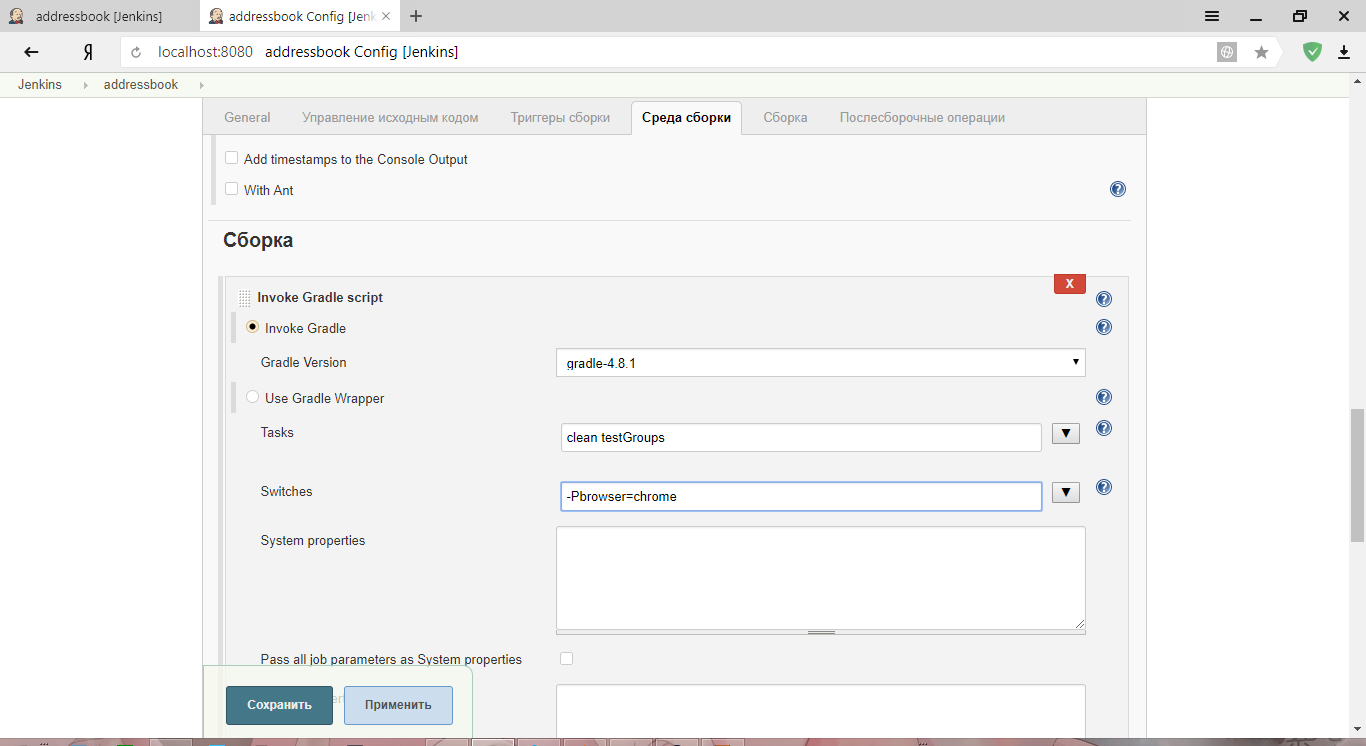 addressbook [Jenkins]
addressbook Config [Jenk
Я
localhost:8080 addressbook Config [Jenkins]
Jenkins
addressbook
General
Управление исходным кодом
Триггеры сборки
Среда сборки
Сборка
Послесборочные операции
Add timestamps to the Console Output
With Ant
?
Сборка
X
Invoke Gradle script
?
Invoke Gradle
?
Gradle Version
gradle-4.8.1
Use Gradle Wrapper
?
Tasks
clean testGroups
?
Switches
-Pbrowser=chrome
?
System properties
Pass all job parameters as System properties
Сохранить
Применить